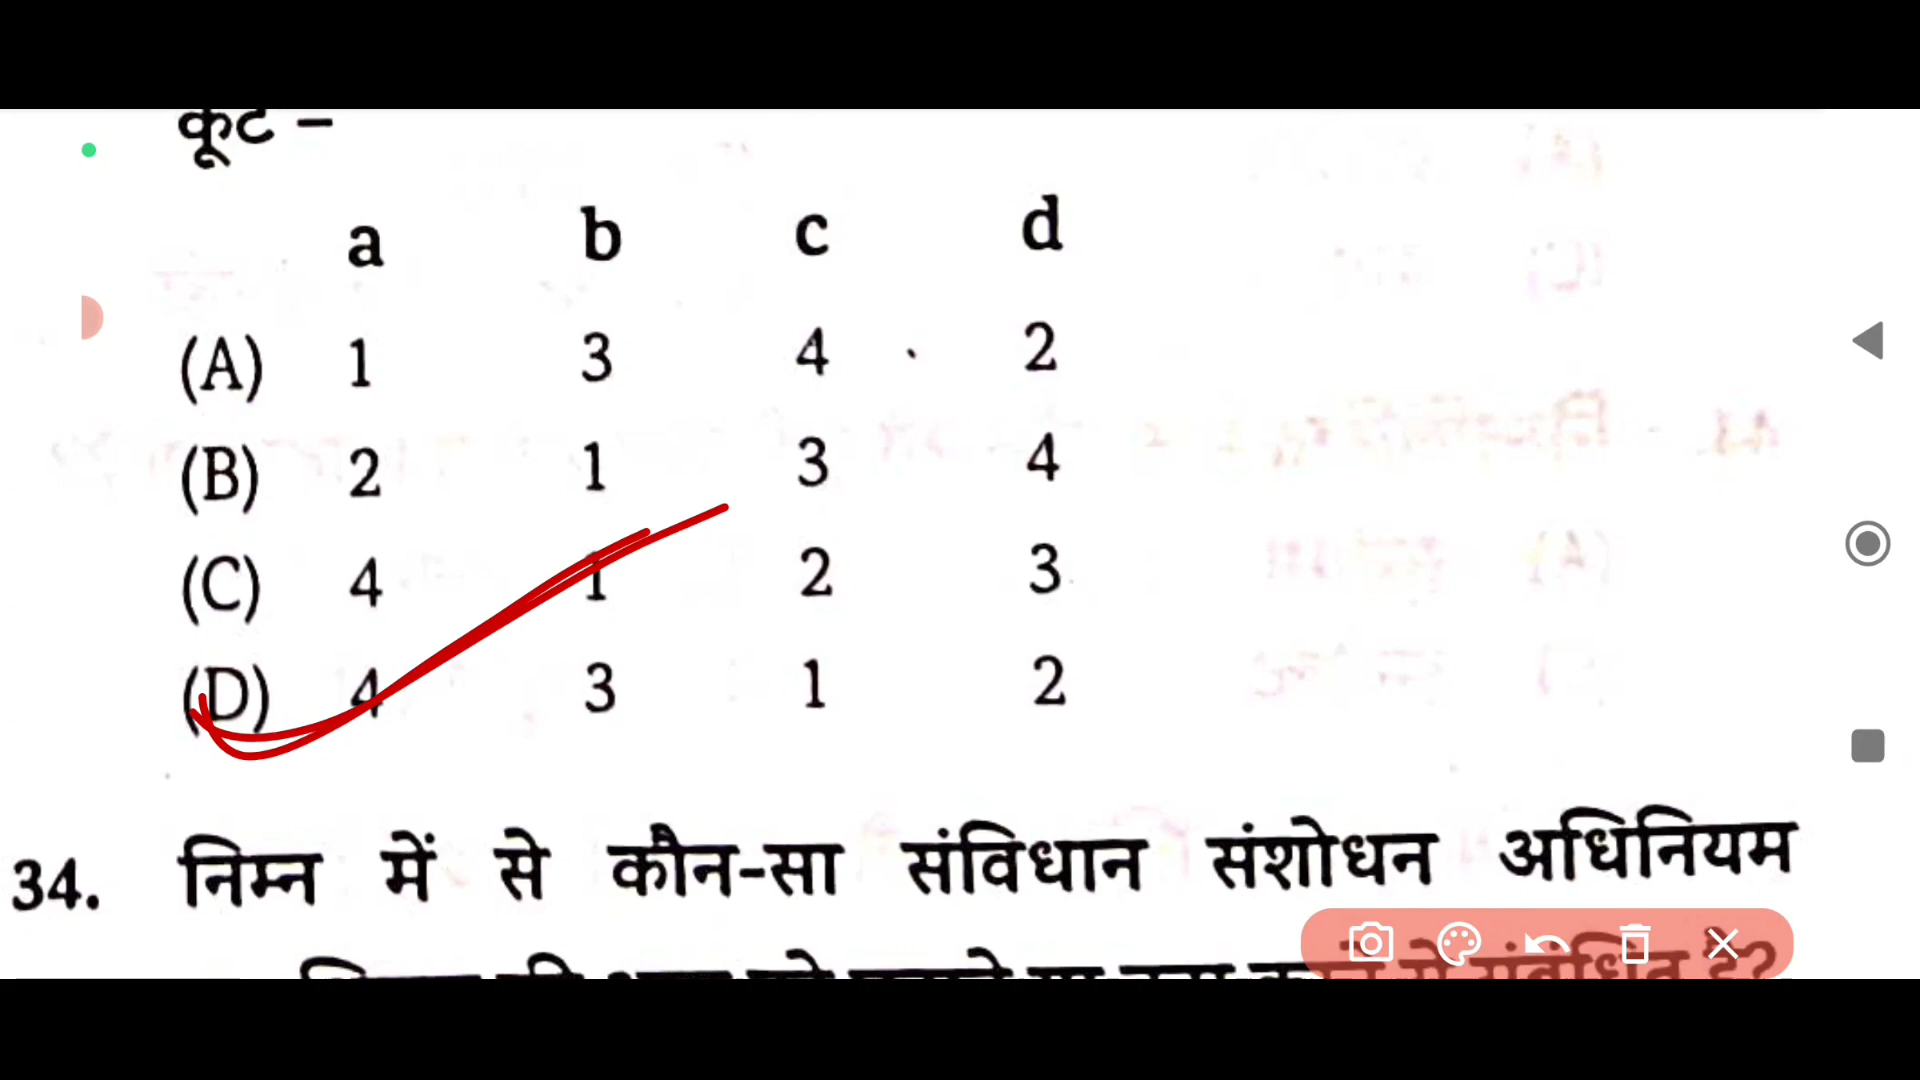 कूट –
a b c d
(A) 1 3 4 2
(B) 2 1 3 4
(C) 4 1 2 3
(D) 4 3 1 2
34. निम्न में से कौन-सा संविधान संशोधन अधिनियम
संबंधित है?